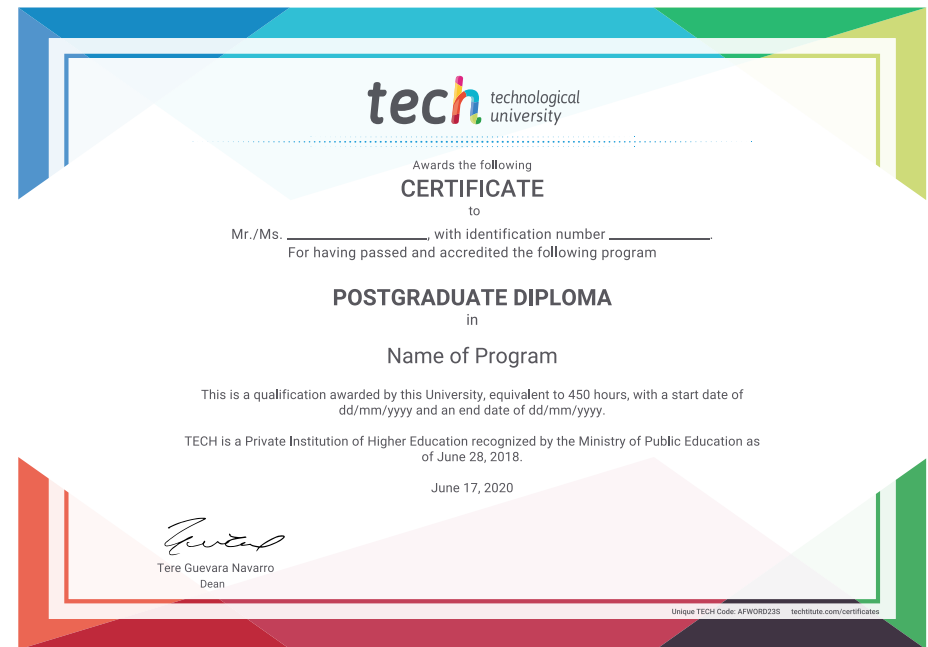 tech technological
university
Awards the following
CERTIFICATE
to
Mr./Ms. ____________________, with identification number ______________.
For having passed and accredited the following program
POSTGRADUATE DIPLOMA
in
Name of Program
This is a qualification awarded by this University, equivalent to 450 hours, with a start date of
dd/mm/yyyy and an end date of dd/mm/yyyy.
TECH is a Private Institution of Higher Education recognized by the Ministry of Public Education as
of June 28, 2018.
June 17, 2020
Tere Guevara Navarro
Dean
Unique TECH Code: AFWORD23S techtitute.com/certificates